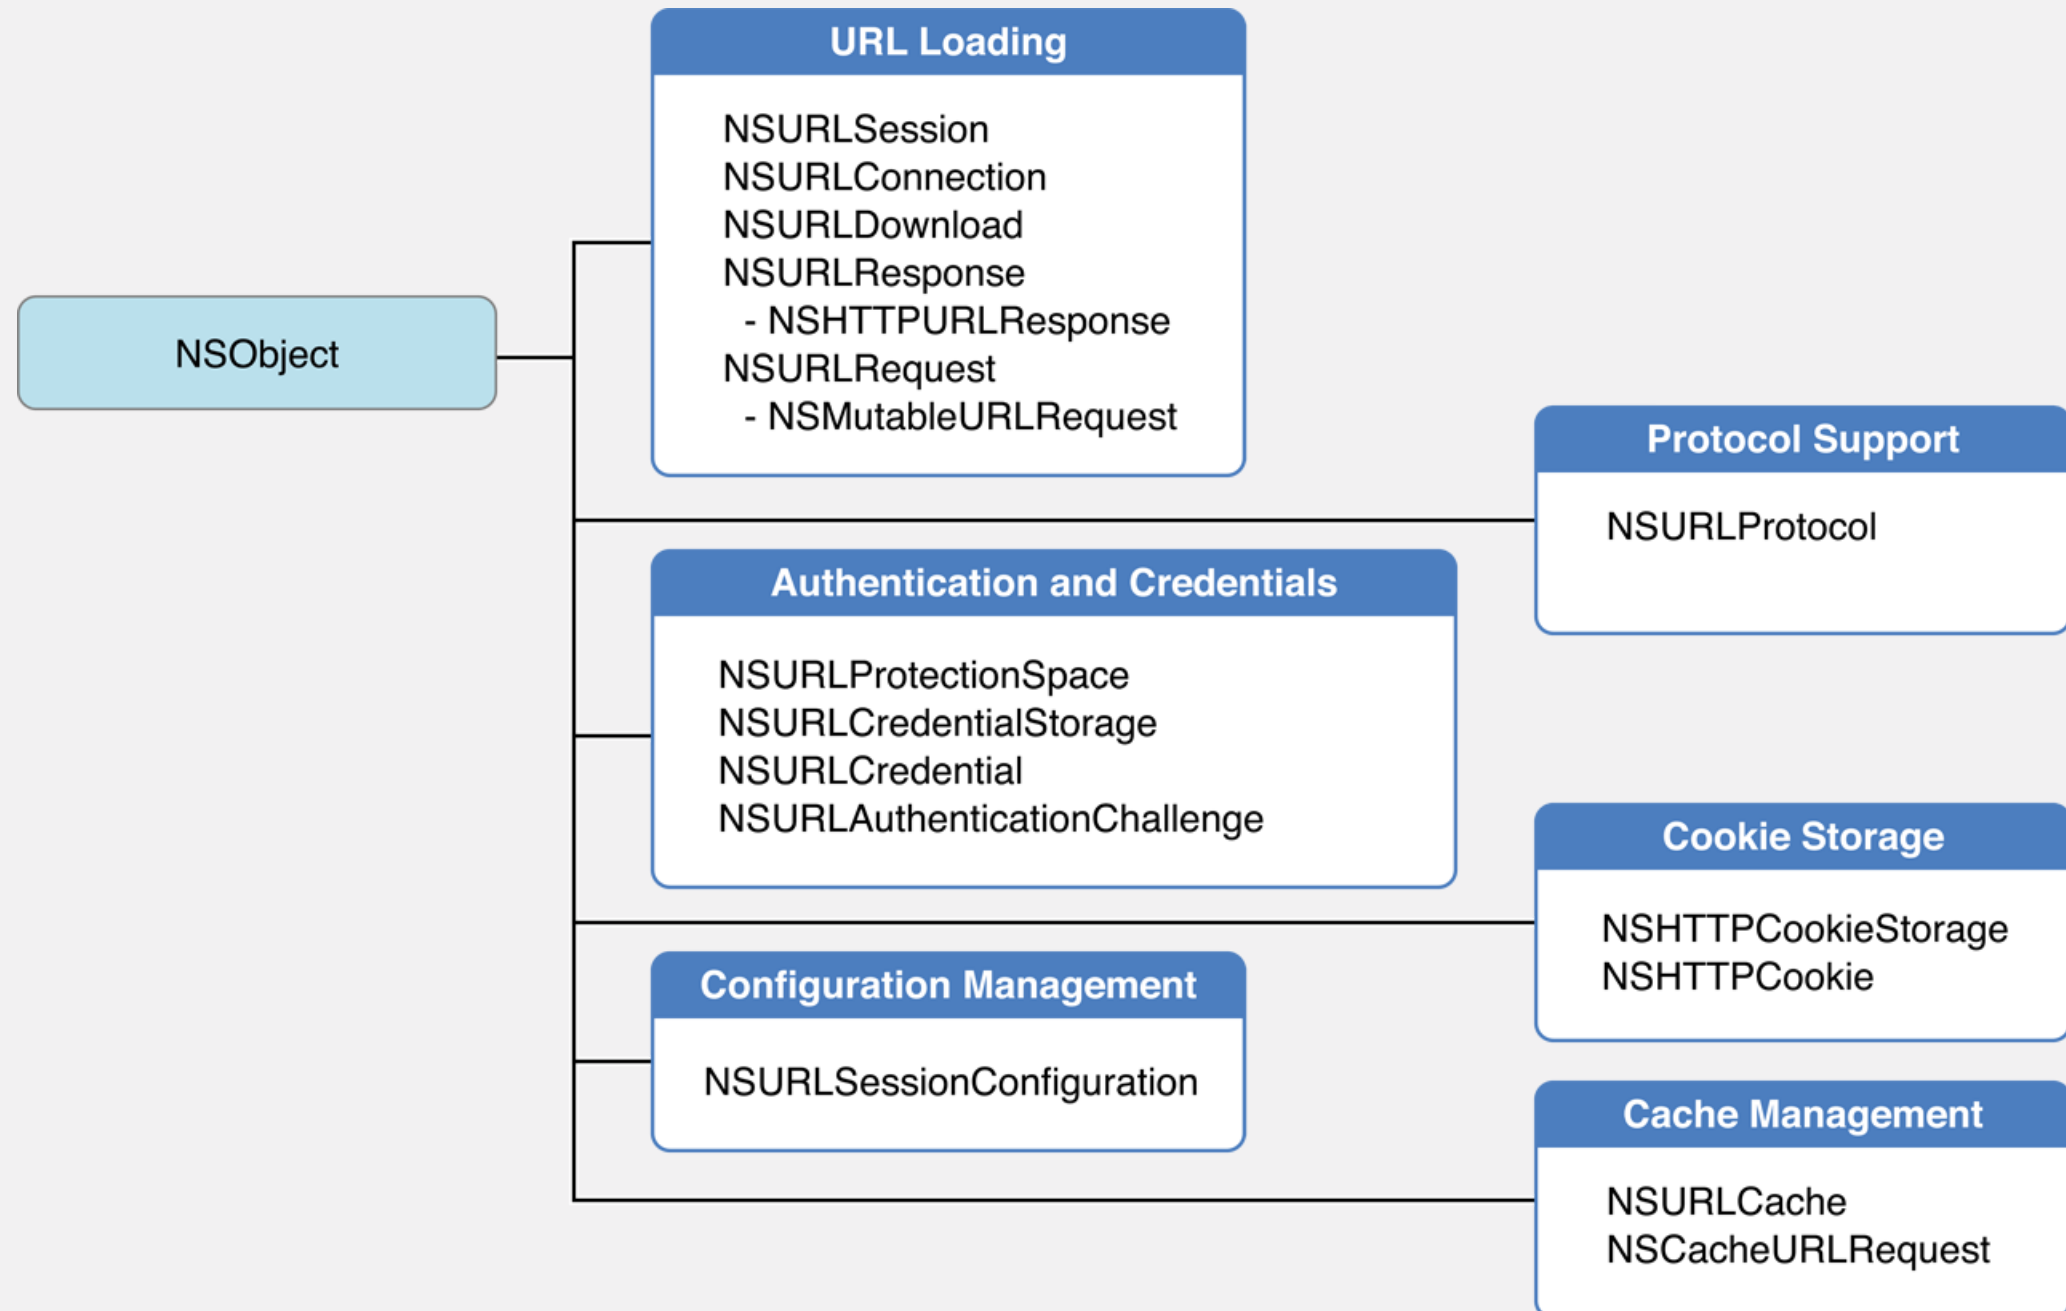 NSObject
URL Loading
NSURLSession
NSURLConnection
NSURLDownload
NSURLResponse
- NSHTTPURLResponse
NSURLRequest
- NSMutableURLRequest
Protocol Support
NSURLProtocol
Authentication and Credentials
NSURLProtectionSpace
NSURLCredentialStorage
NSURLCredential
NSURLAuthenticationChallenge
Cookie Storage
NSHTTPCookieStorage
NSHTTPCookie
Configuration Management
NSURLSessionConfiguration
Cache Management
NSURLCache
NSCacheURLRequest